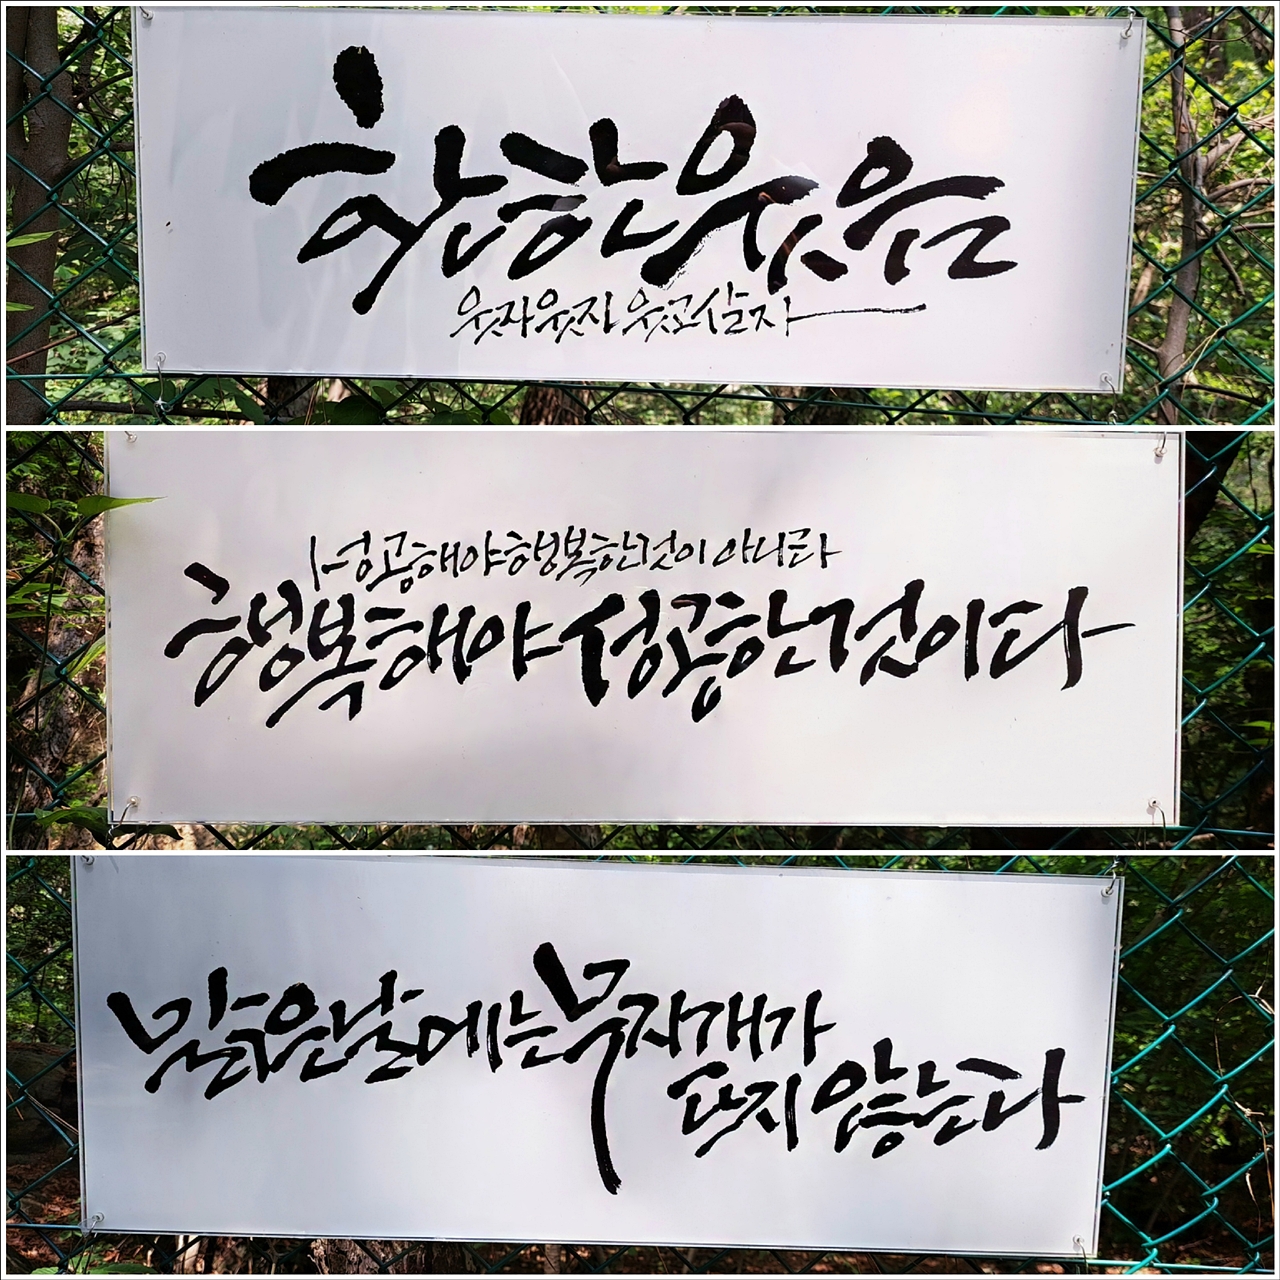 환한웃음
웃자웃자 웃고살자
성공해야 행복한것이 아니라
행복해야 성공한것이다
맑은날에는 무지개가
뜨지 않는다